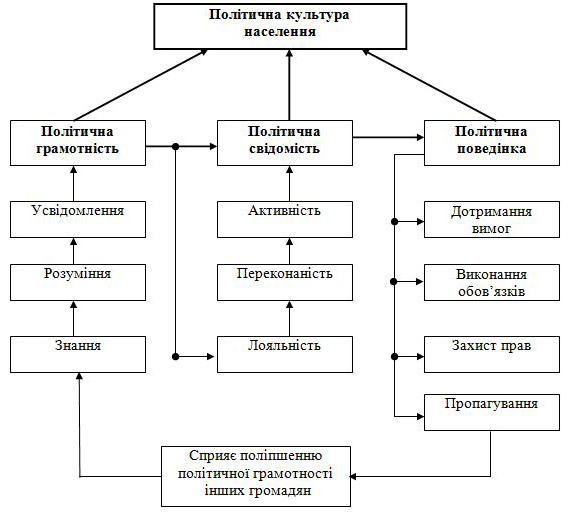 Політична культура
населення
Політична
грамотність
Політична
свідомість
Політична
поведінка
Усвідомлення
Активність
Дотримання
вимог
Розуміння
Переконаність
Виконання
обов’язків
Знання
Лояльність
Захист прав
Пропагування
Сприяє поліпшенню
політичної грамотності
інших громадян